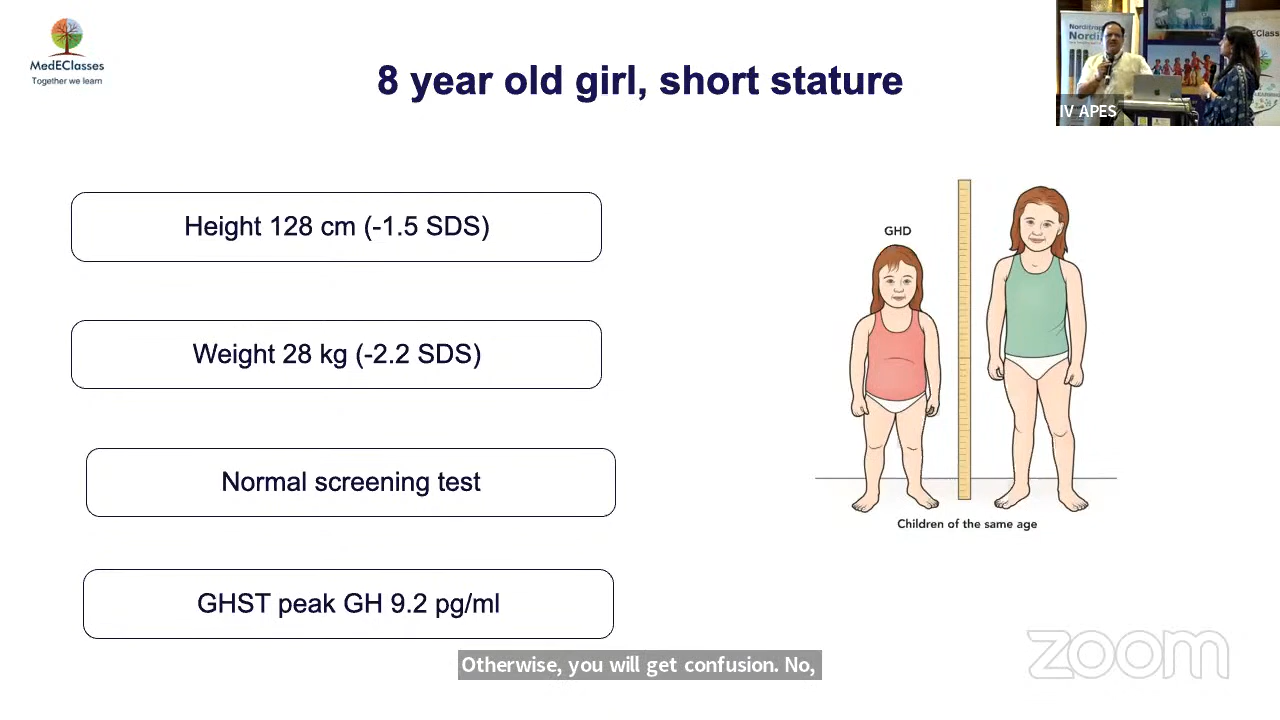 MedEClasses
Together we learn
8 year old girl, short stature
IV APES
Height 128 cm (-1.5 SDS)
Weight 28 kg (-2.2 SDS)
Normal screening test
GHST peak GH 9.2 pg/ml
GHD
Children of the same age
Otherwise, you will get confusion. No,
zoom